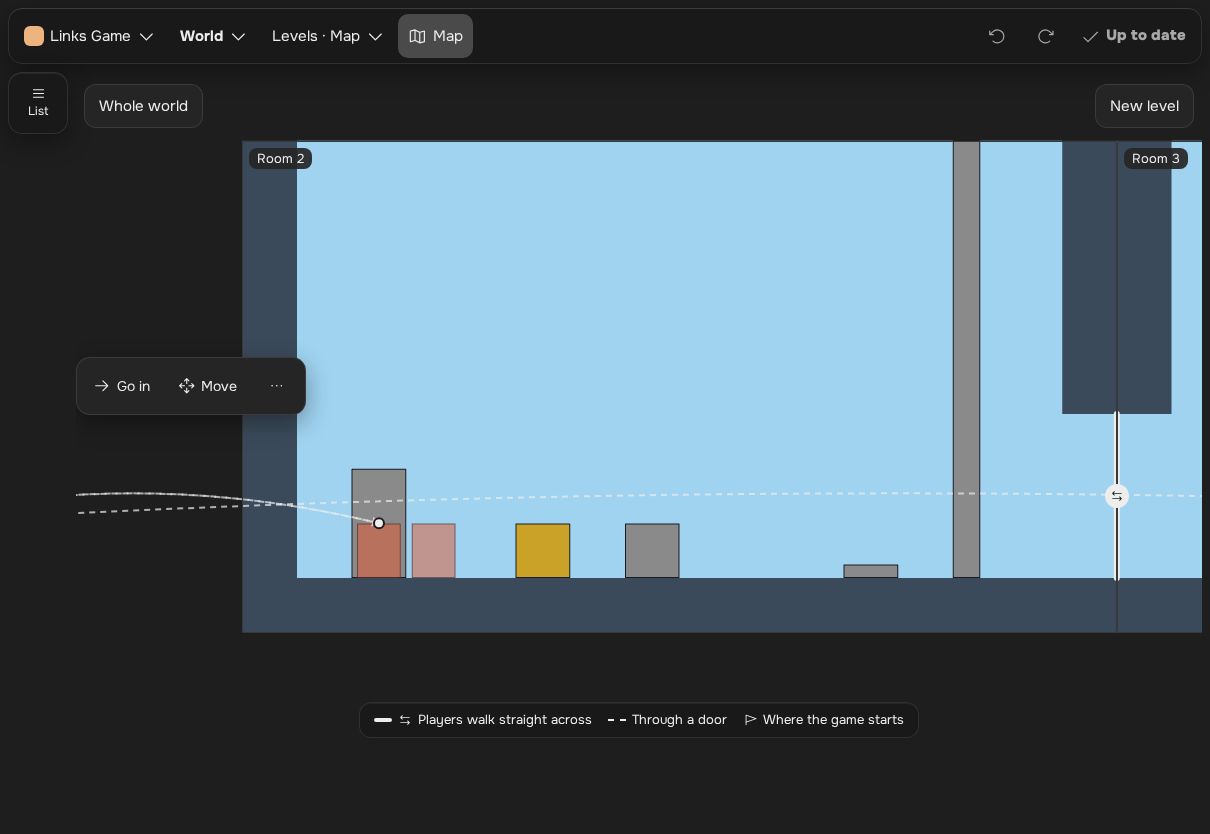 Links Game
World
Levels · Map
Map
Up to date
List
Whole world
New level
Room 2
Room 3
Go in
Move
Players walk straight across
Through a door
Where the game starts